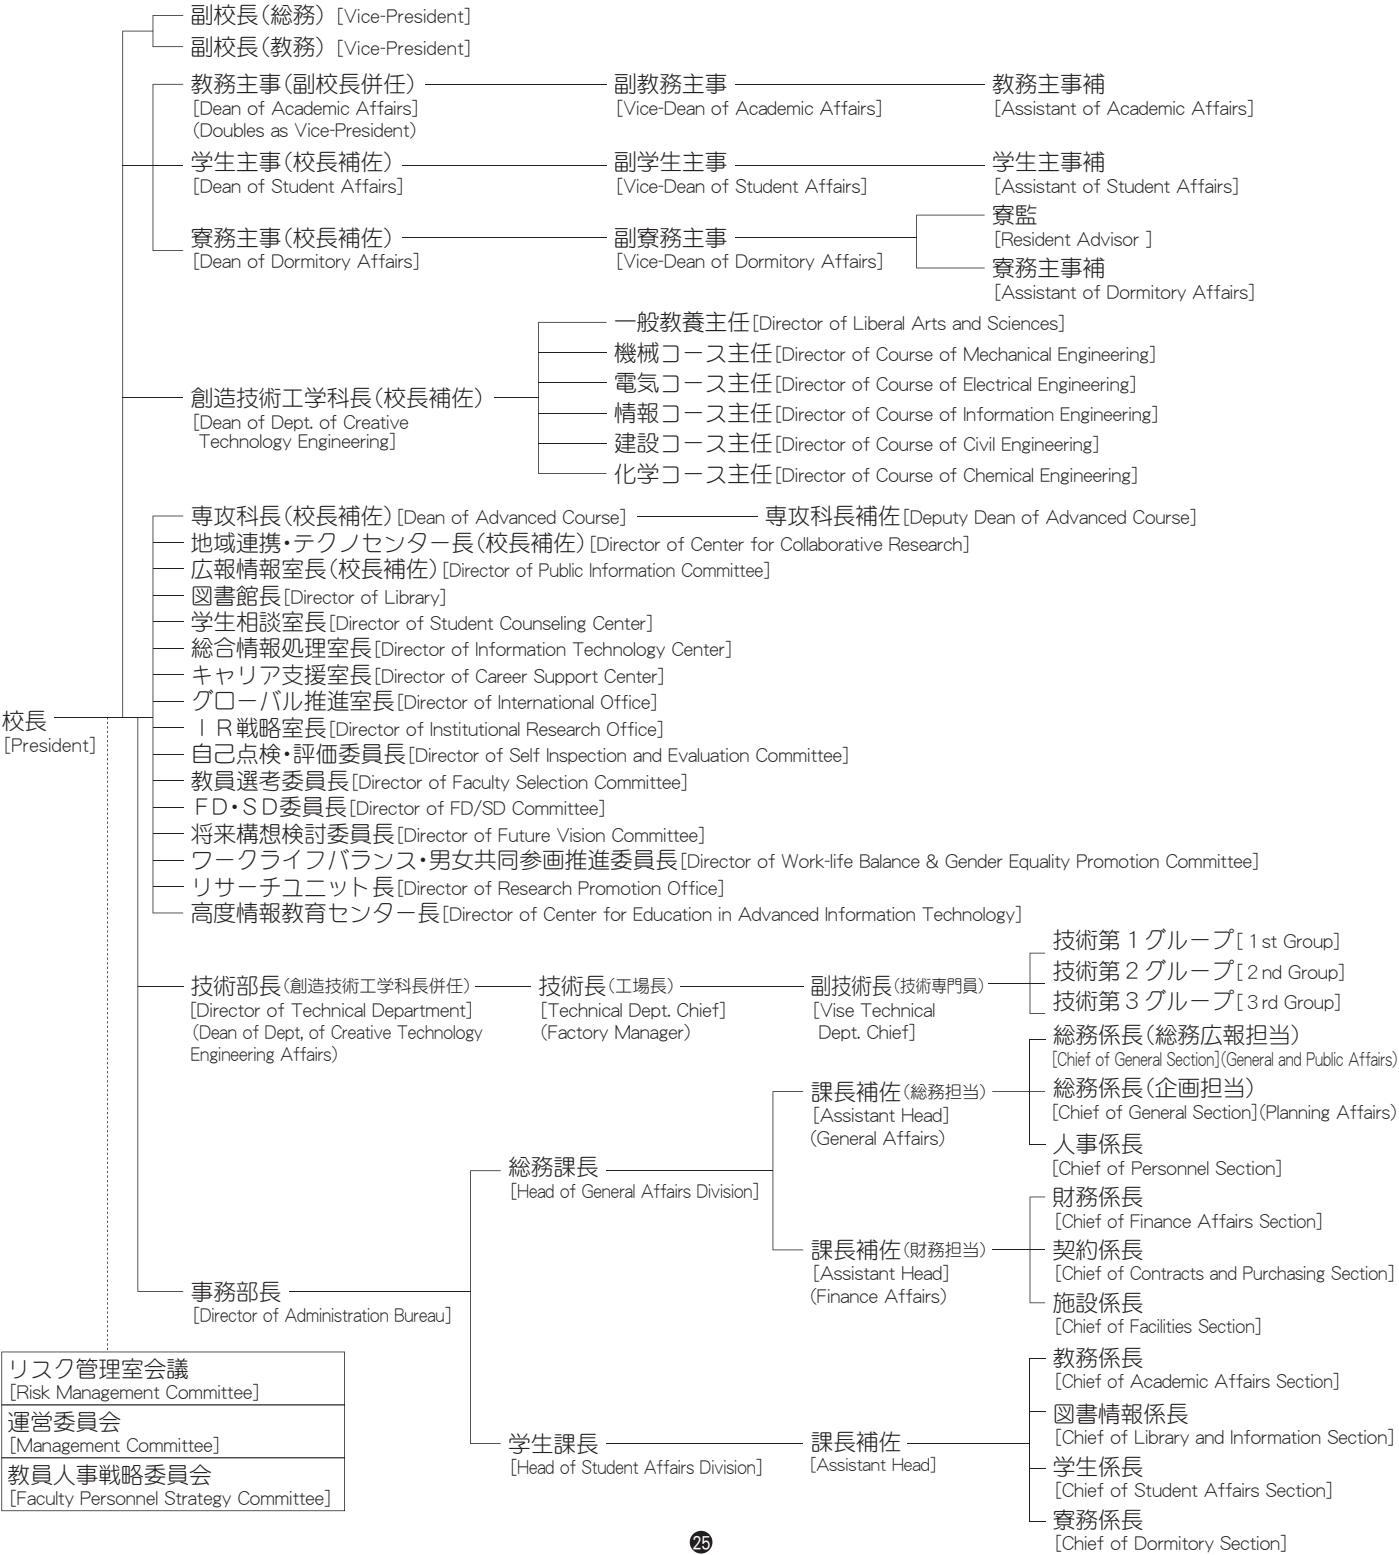 副校長（総務）[Vice-President]
副校長（教務）[Vice-President]
教務主事（副校長併任） 副教務主事 教務主事補
[Dean of Academic Affairs] [Vice-Dean of Academic Affairs] [Assistant of Academic Affairs]
(Doubles as Vice-President)
学生主事（校長補佐） 副学生主事 学生主事補
[Dean of Student Affairs] [Vice-Dean of Student Affairs] [Assistant of Student Affairs]
寮監
[Resident Advisor ]
寮務主事（校長補佐） 副寮務主事
[Dean of Dormitory Affairs] [Vice-Dean of Dormitory Affairs]
寮務主事補
[Assistant of Dormitory Affairs]
一般教養主任[Director of Liberal Arts and Sciences]
機械コース主任[Director of Course of Mechanical Engineering]
電気コース主任[Director of Course of Electrical Engineering]
情報コース主任[Director of Course of Information Engineering]
建設コース主任[Director of Course of Civil Engineering]
化学コース主任[Director of Course of Chemical Engineering]
創造技術工学科長（校長補佐）
[Dean of Dept. of Creative
Technology Engineering]
専攻科長（校長補佐）[Dean of Advanced Course] 専攻科長補佐[Deputy Dean of Advanced Course]
地域連携・テクノセンター長（校長補佐）[Director of Center for Collaborative Research]
広報情報室長（校長補佐）[Director of Public Information Committee]
図書館長[Director of Library]
学生相談室長[Director of Student Counseling Center]
総合情報処理室長[Director of Information Technology Center]
キャリア支援室長[Director of Career Support Center]
グローバル推進室長[Director of International Office]
ＩＲ戦略室長[Director of Institutional Research Office]
自己点検・評価委員長[Director of Self Inspection and Evaluation Committee]
教員選考委員長[Director of Faculty Selection Committee]
ＦＤ・ＳＤ委員長[Director of FD/SD Committee]
将来構想検討委員長[Director of Future Vision Committee]
ワークライフバランス・男女共同参画推進委員長[Director of Work-life Balance & Gender Equality Promotion Committee]
リサーチユニット長[Director of Research Promotion Office]
高度情報教育センター長[Director of Center for Education in Advanced Information Technology]
校長
[President]
技術部長（創造技術工学科長併任） 技術長（工場長） 副技術長（技術専門員）
[Director of Technical Department] [Technical Dept. Chief] [Vise Technical
(Dean of Dept, of Creative Technology (Factory Manager) Dept. Chief]
Engineering Affairs)
技術第１グループ[１st Group]
技術第２グループ[２nd Group]
技術第３グループ[３rd Group]
事務部長
[Director of Administration Bureau]
総務課長
[Head of General Affairs Division]
課長補佐（総務担当）
[Assistant Head]
(General Affairs)
総務係長（総務広報担当）
[Chief of General Section](General and Public Affairs)
総務係長（企画担当）
[Chief of General Section](Planning Affairs)
人事係長
[Chief of Personnel Section]
課長補佐（財務担当）
[Assistant Head]
(Finance Affairs)
財務係長
[Chief of Finance Affairs Section]
契約係長
[Chief of Contracts and Purchasing Section]
施設係長
[Chief of Facilities Section]
学生課長 課長補佐
[Head of Student Affairs Division] [Assistant Head]
教務係長
[Chief of Academic Affairs Section]
図書情報係長
[Chief of Library and Information Section]
学生係長
[Chief of Student Affairs Section]
寮務係長
[Chief of Dormitory Section]
リスク管理室会議
[Risk Management Committee]
運営委員会
[Management Committee]
教員人事戦略委員会
[Faculty Personnel Strategy Committee]
25